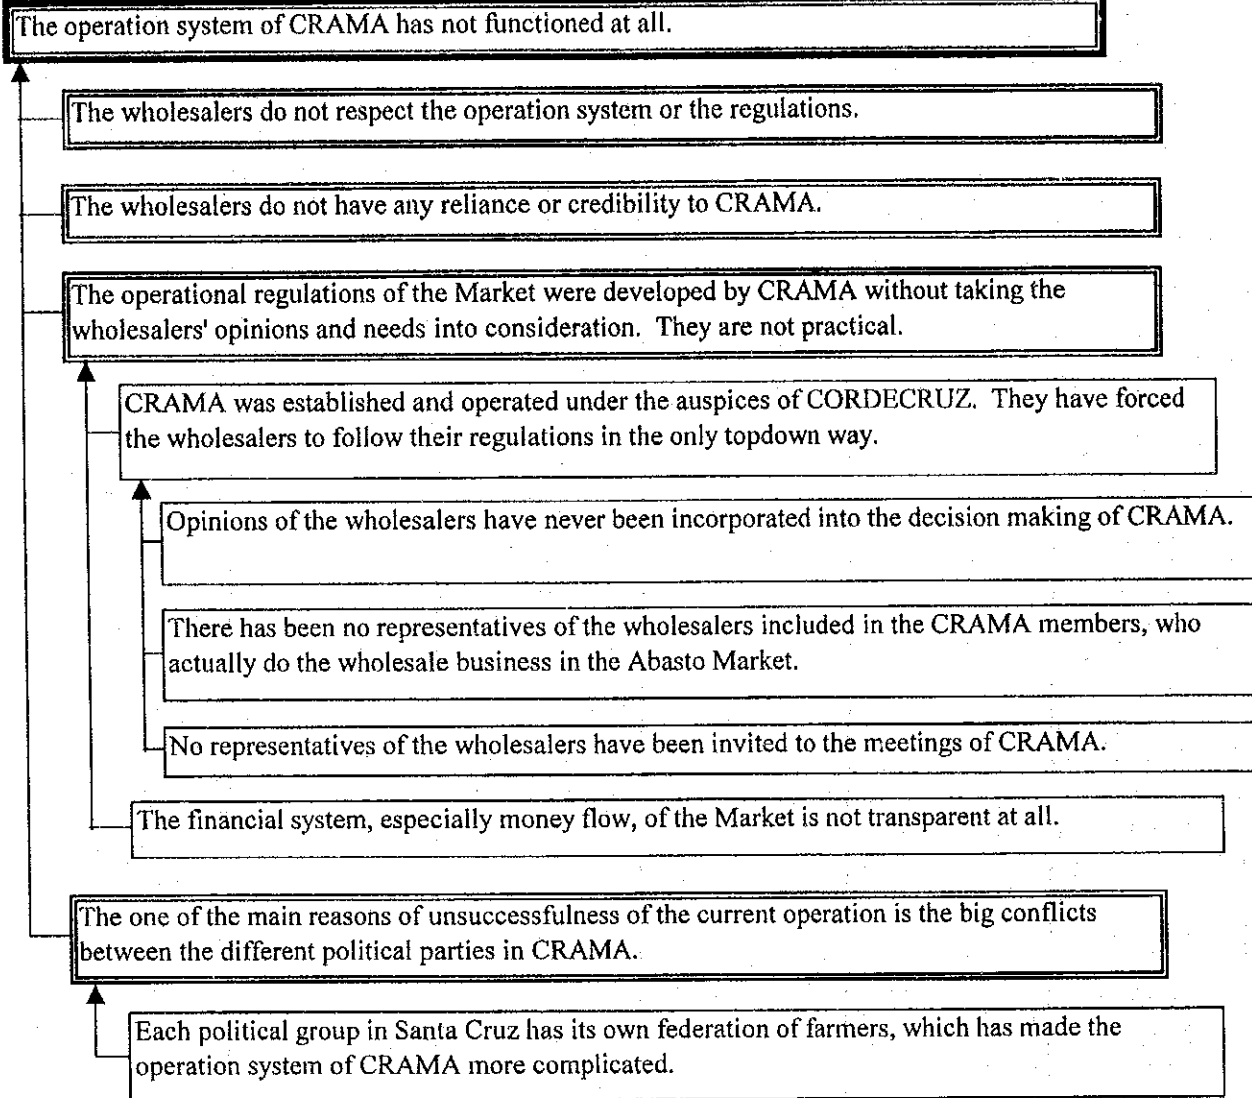 The operation system of CRAMA has not functioned at all.
The wholesalers do not respect the operation system or the regulations.
The wholesalers do not have any reliance or credibility to CRAMA.
The operational regulations of the Market were developed by CRAMA without taking the
wholesalers' opinions and needs into consideration.  They are not practical.
CRAMA was established and operated under the auspices of CORDECRUZ.  They have forced
the wholesalers to follow their regulations in the only topdown way.
Opinions of the wholesalers have never been incorporated into the decision making of CRAMA.
There has been no representatives of the wholesalers included in the CRAMA members, who
actually do the wholesale business in the Abasto Market.
No representatives of the wholesalers have been invited to the meetings of CRAMA.
The financial system, especially money flow, of the Market is not transparent at all.
The one of the main reasons of unsuccessfulness of the current operation is the big conflicts
between the different political parties in CRAMA.
Each political group in Santa Cruz has its own federation of farmers, which has made the
operation system of CRAMA more complicated.